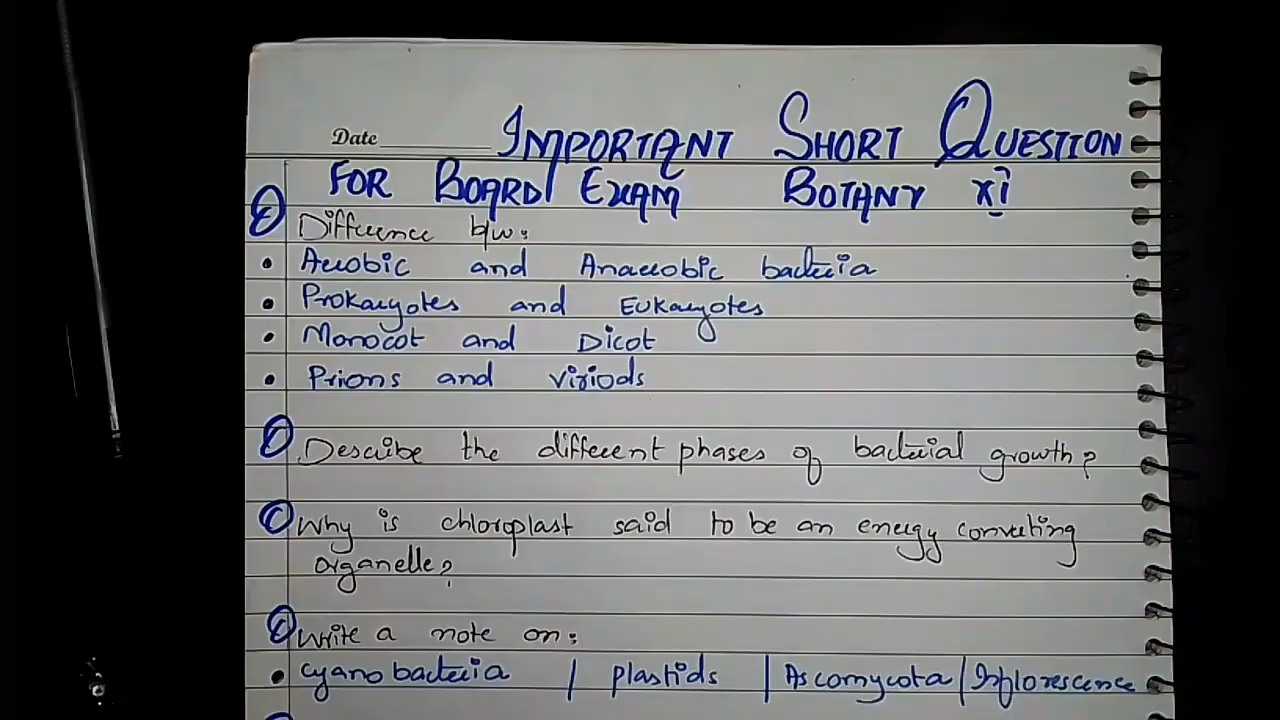 Date IMPORTANT SHORT QUESTION
FOR BOARD EXAM BOTANY XI
Q Difference b/w:
• Aerobic and Anaerobic bacteria
• Prokaryotes and Eukaryotes
• Monocot and Dicot
• Prions and viriods
Q Describe the different phases of bacterial growth?
Q Why is chloroplast said to be an energy converting
organelle?
Q Write a note on:
• Cyanobacteria / plastids / Ascomycota / Inflorescence